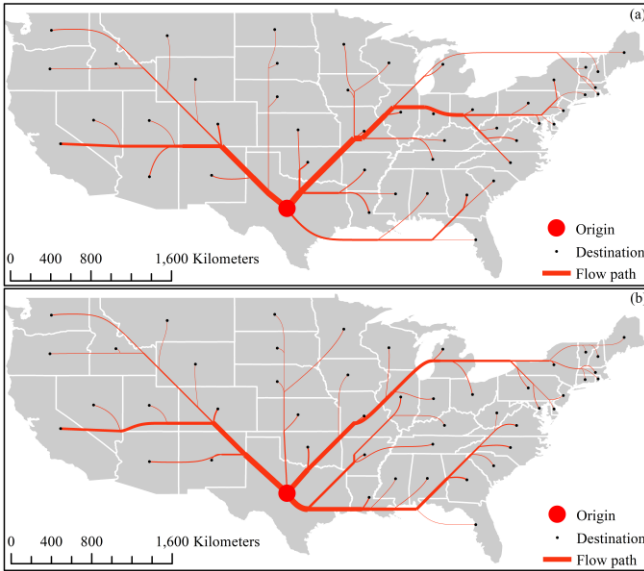 (a)
Origin
Destination
Flow path
1,600 Kilometers
0 400 800
(b)
Origin
Destination
Flow path
1,600 Kilometers
0 400 800